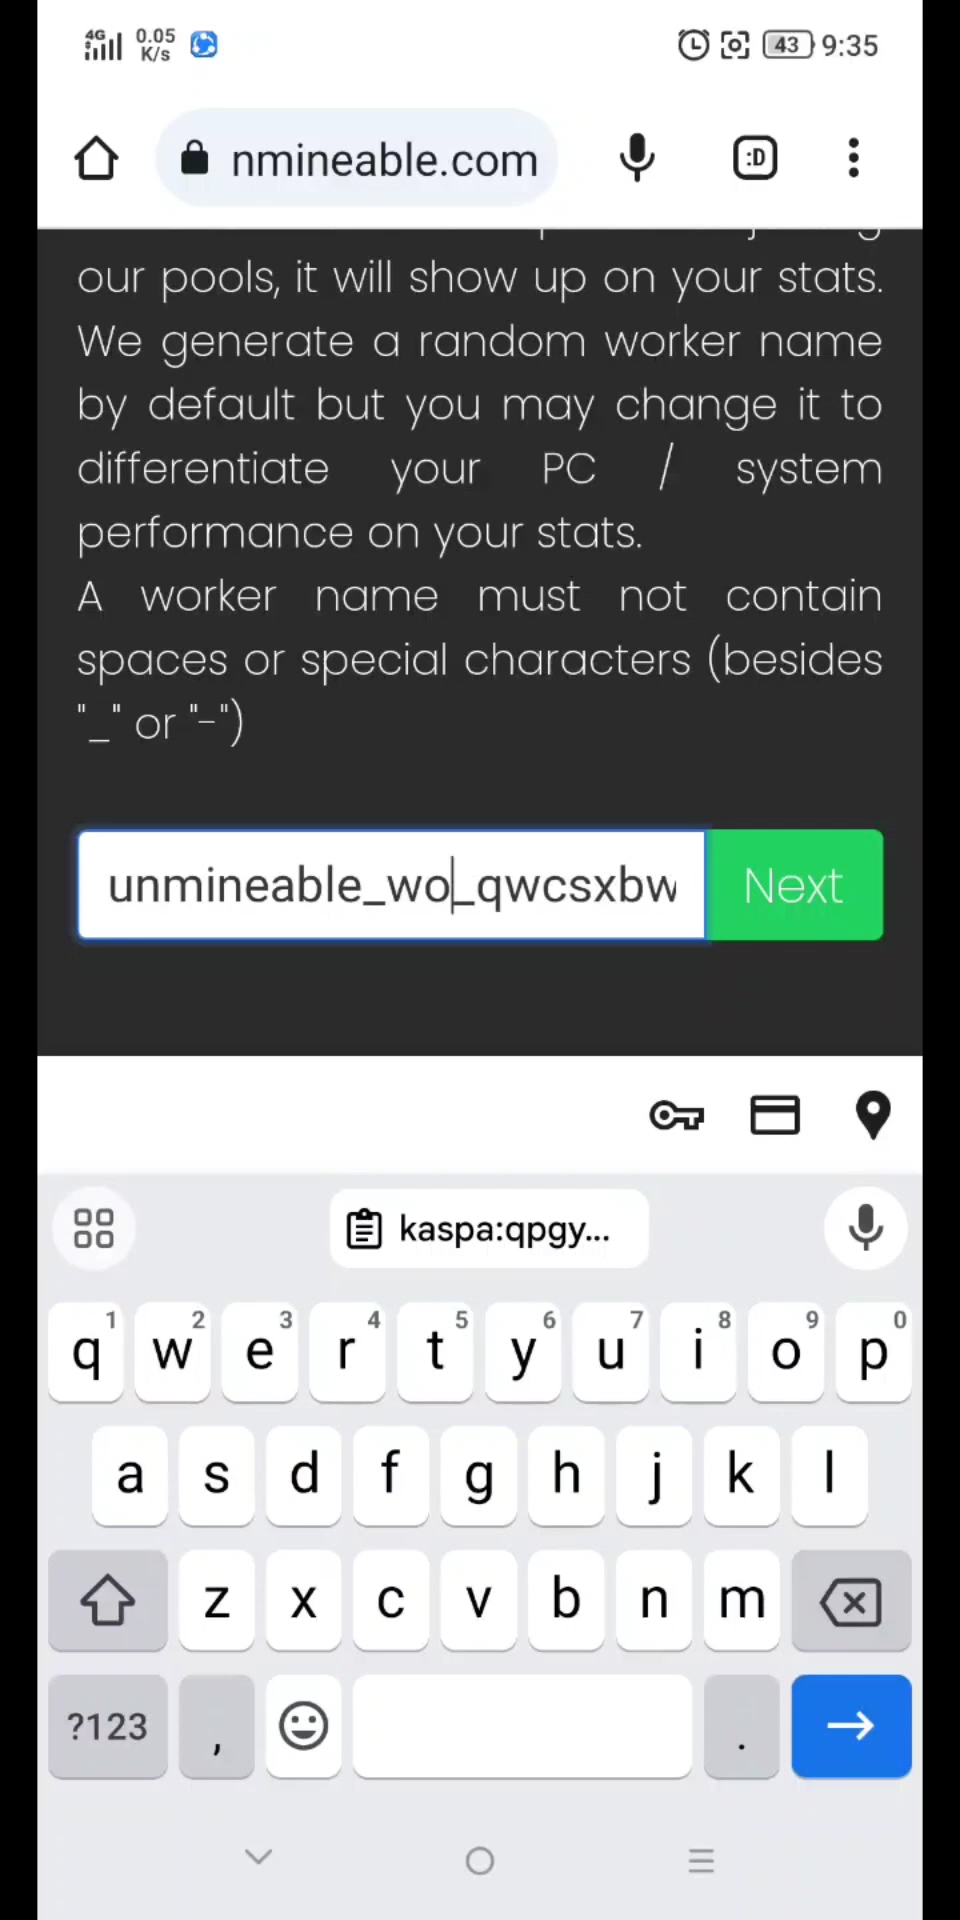 4G 0.05 K/s 43 9:35
nmineable.com :D
our pools, it will show up on your stats.
We generate a random worker name
by default but you may change it to
differentiate your PC / system
performance on your stats.
A worker name must not contain
spaces or special characters (besides
"_" or "-")
unmineable_wo_qwcsxbw Next
kaspa:qpgy...
1 2 3 4 5 6 7 8 9 0
q w e r t y u i o p
a s d f g h j k l
z x c v b n m
?123 , .